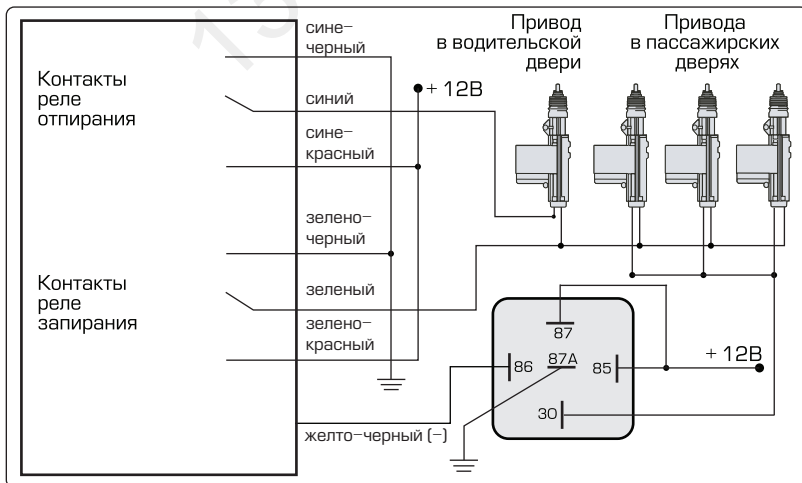 Контакты
реле
отпирания
сине-
черный
синий
сине-
красный
+ 12В
Привод
в водительской
двери
Привода
в пассажирских
дверях
Контакты
реле
запирания
зелено-
черный
зеленый
зелено-
красный
желто-черный (-)
87
86
87А
85
30
+ 12В